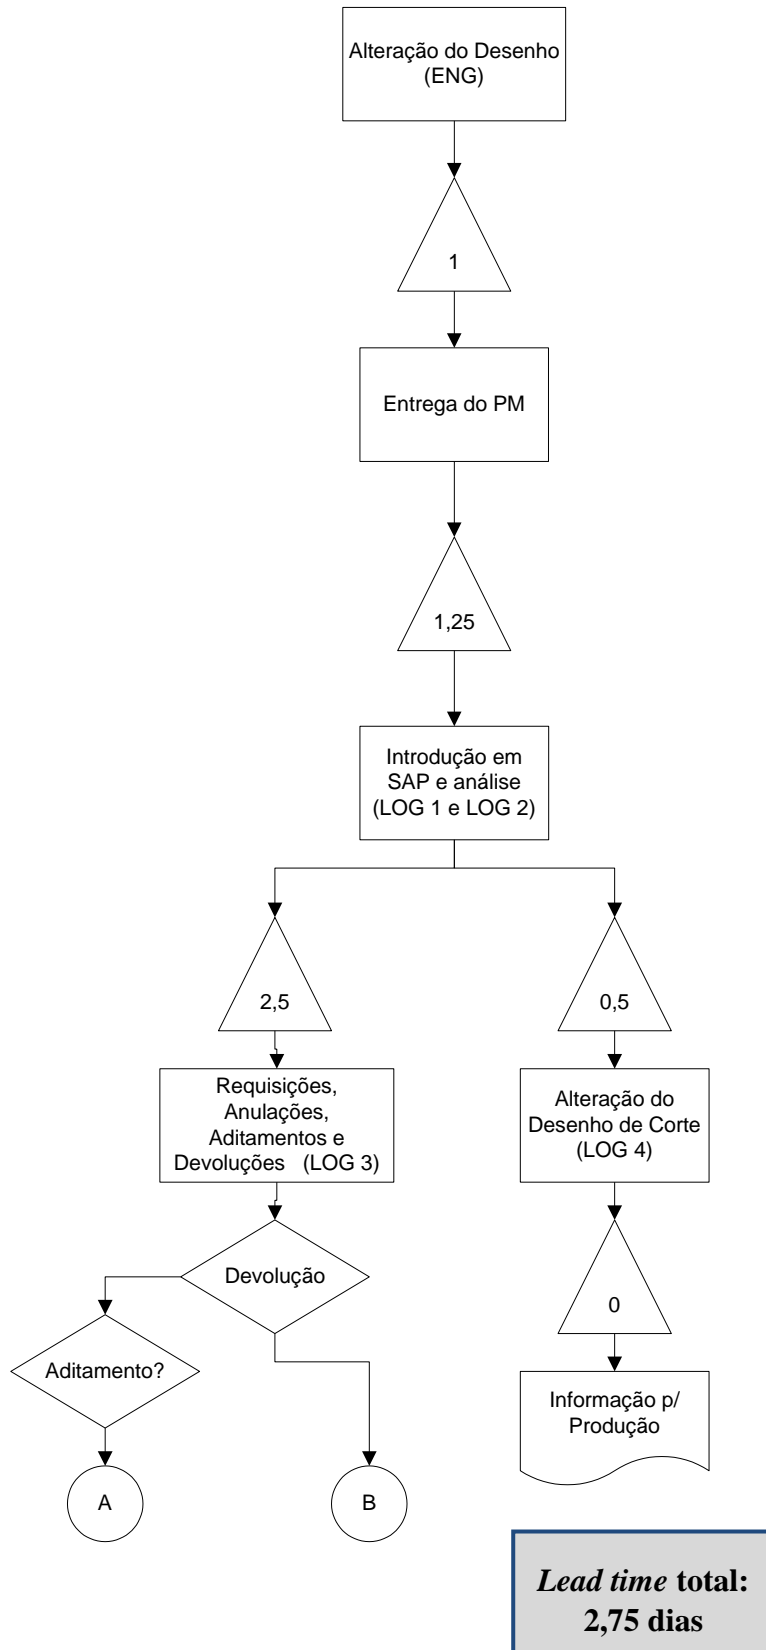 Alteração do Desenho
(ENG)
1
Entrega do PM
1,25
Introdução em
SAP e análise
(LOG 1 e LOG 2)
2,5
0,5
Requisições,
Anulações,
Aditamentos e
Devoluções (LOG 3)
Alteração do
Desenho de Corte
(LOG 4)
Devolução
0
Aditamento?
Informação p/
Produção
A
B
Lead time total:
2,75 dias